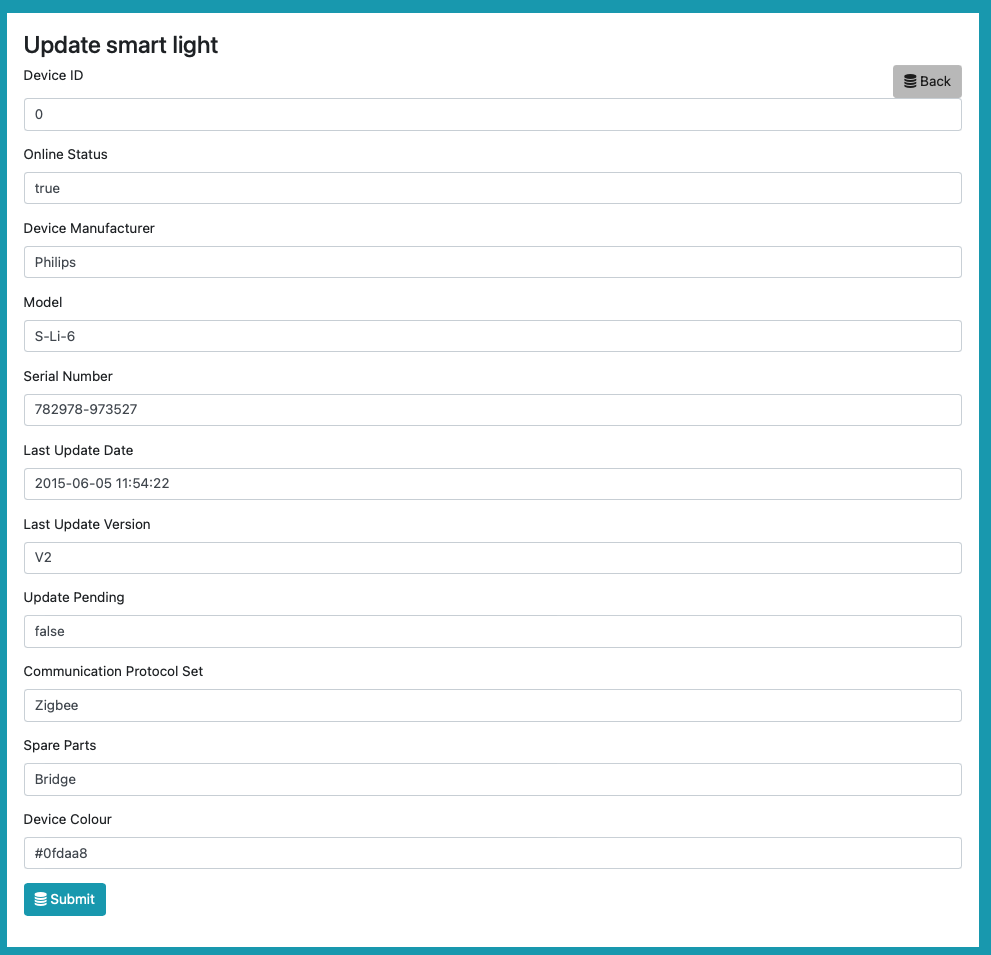 Update smart light
Device ID
Back
0
Online Status
true
Device Manufacturer
Philips
Model
S-Li-6
Serial Number
782978-973527
Last Update Date
2015-06-05 11:54:22
Last Update Version
V2
Update Pending
false
Communication Protocol Set
Zigbee
Spare Parts
Bridge
Device Colour
#0fdaa8
Submit